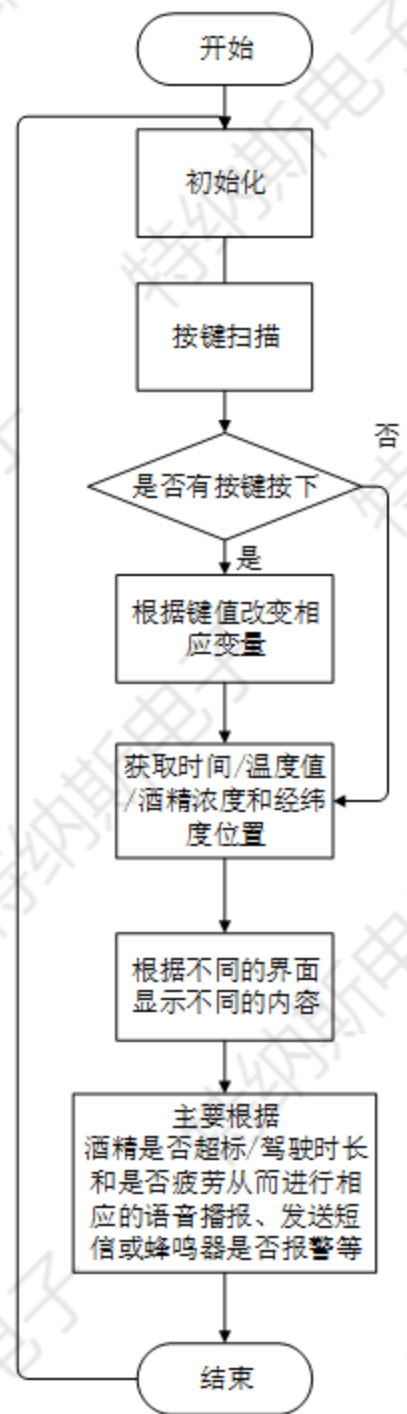 开始
初始化
按键扫描
否
是否有按键按下
是
根据键值改变相
应变量
获取时间/温度值
/酒精浓度和经纬
度位置
根据不同的界面
显示不同的内容
主要根据
酒精是否超标/驾驶时长
和是否疲劳从而进行相
应的语音播报、发送短
信或蜂鸣器是否报警等
结束
特纳斯电子